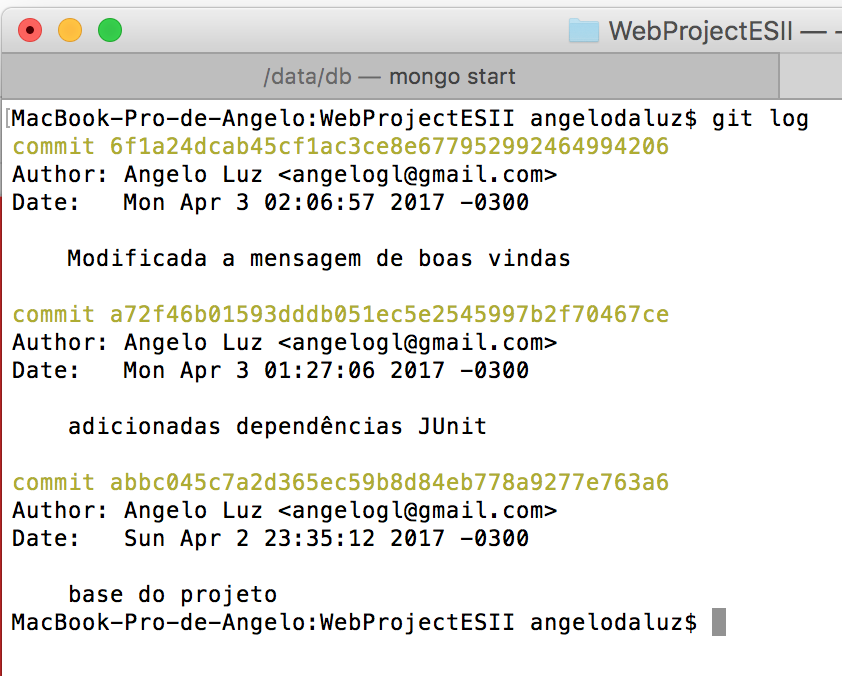 WebProjectESII — -
/data/db — mongo start
[MacBook-Pro-de-Angelo:WebProjectESII angelodaluz$ git log
commit 6f1a24dcab45cf1ac3ce8e677952992464994206
Author: Angelo Luz <angelogl@gmail.com>
Date:   Mon Apr 3 02:06:57 2017 -0300
    Modificada a mensagem de boas vindas
commit a72f46b01593dddb051ec5e2545997b2f70467ce
Author: Angelo Luz <angelogl@gmail.com>
Date:   Mon Apr 3 01:27:06 2017 -0300
    adicionadas dependências JUnit
commit abbc045c7a2d365ec59b8d84eb778a9277e763a6
Author: Angelo Luz <angelogl@gmail.com>
Date:   Sun Apr 2 23:35:12 2017 -0300
    base do projeto
MacBook-Pro-de-Angelo:WebProjectESII angelodaluz$